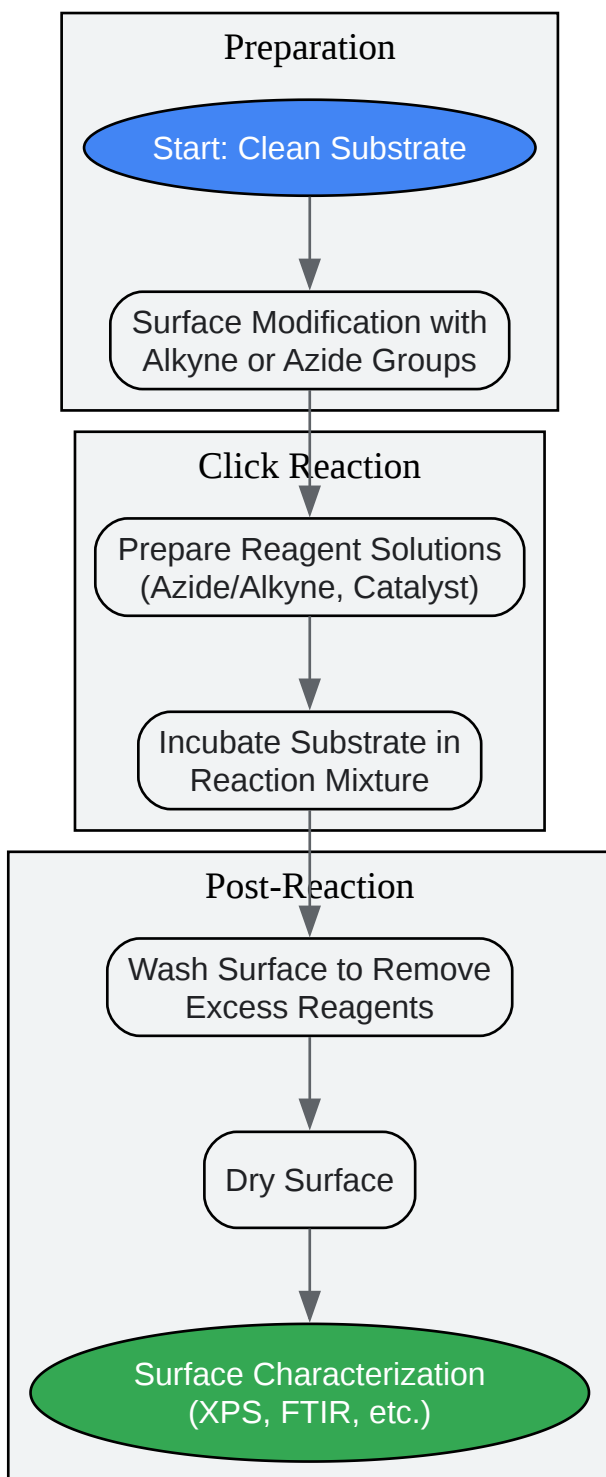 Preparation
Start: Clean Substrate
Surface Modification with
Alkyne or Azide Groups
Click Reaction
Prepare Reagent Solutions
(Azide/Alkyne, Catalyst)
Incubate Substrate in
Reaction Mixture
Post-Reaction
Wash Surface to Remove
Excess Reagents
Dry Surface
Surface Characterization
(XPS, FTIR, etc.)